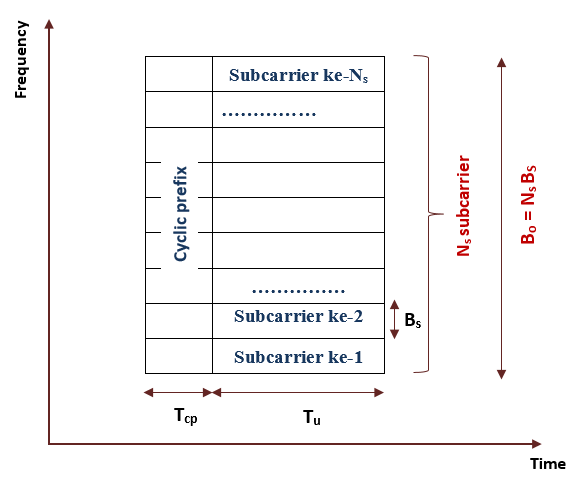 Frequency
Subcarrier ke-Ns
...............
Cyclic prefix
...............
Subcarrier ke-2
Subcarrier ke-1
Bs
Ns subcarrier
Bo = Ns Bs
Tcp
Tu
Time